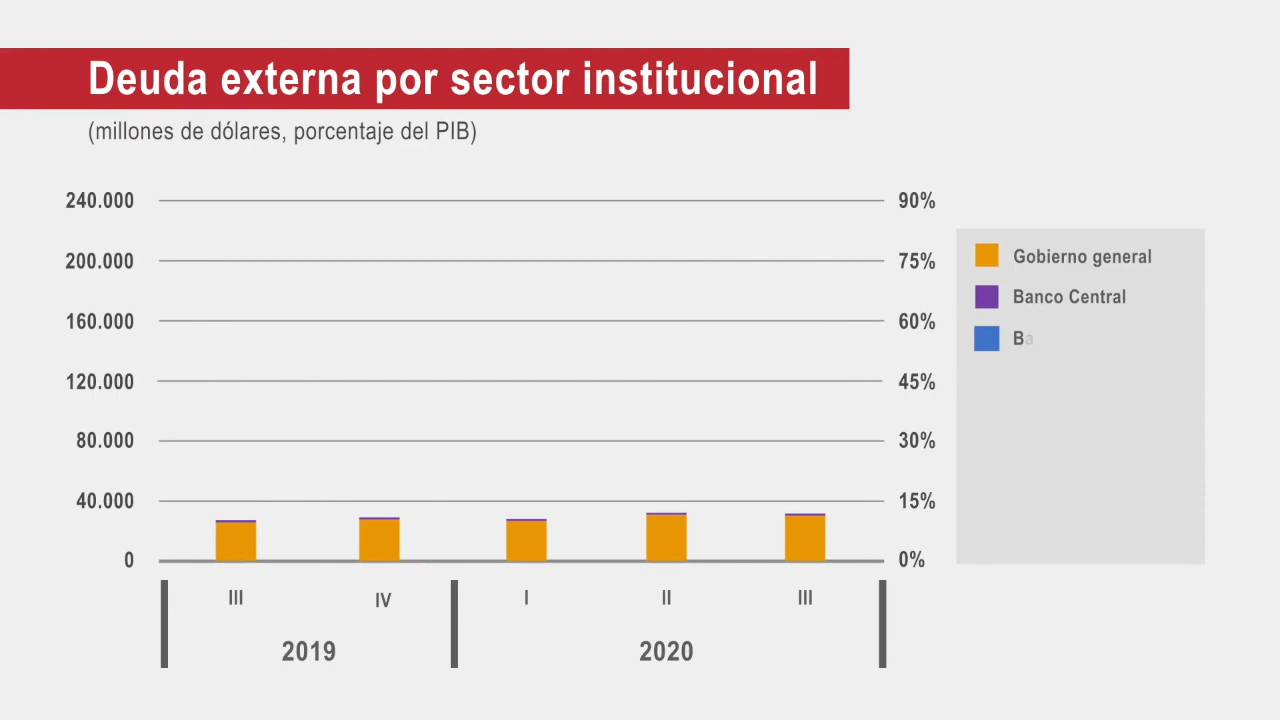 Deuda externa por sector institucional
(millones de dólares, porcentaje del PIB)
240.000 90%
200.000 75%
160.000 60%
120.000 45%
80.000 30%
40.000 15%
0 0%
Gobierno general
Banco Central
Ba
III IV I II III
2019 2020